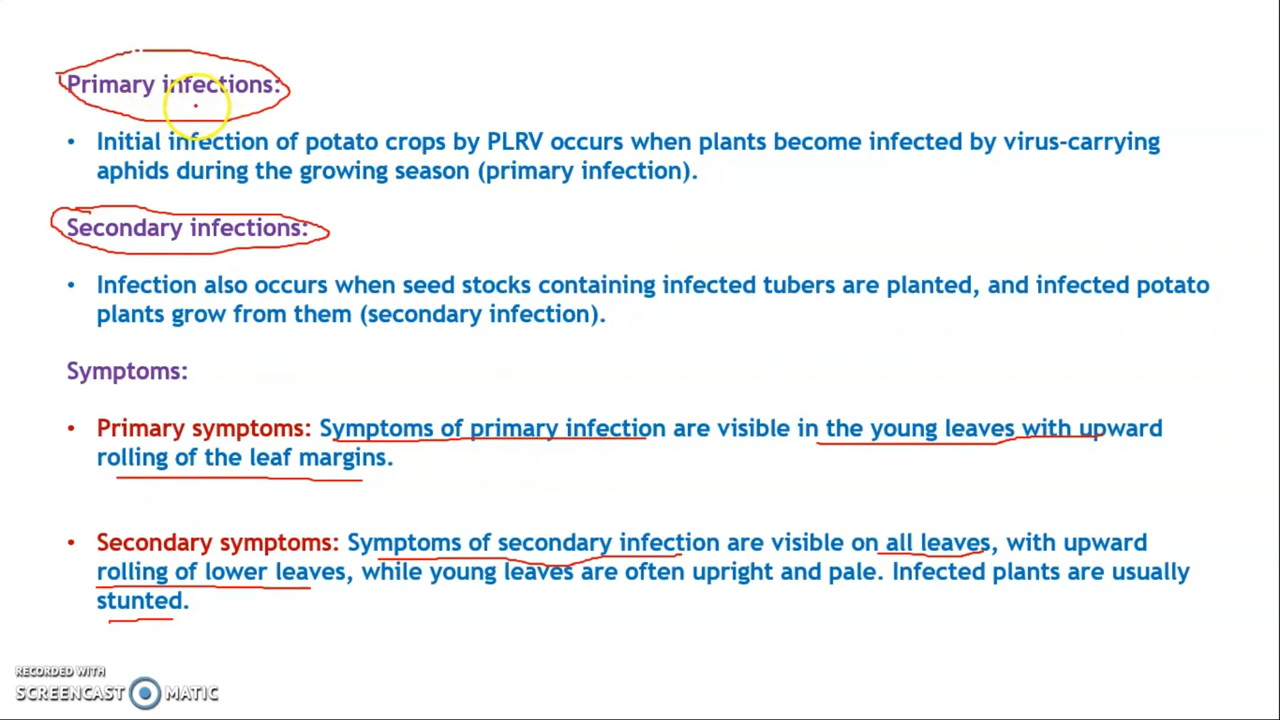 Primary infections:
• Initial infection of potato crops by PLRV occurs when plants become infected by virus-carrying
aphids during the growing season (primary infection).
Secondary infections:
• Infection also occurs when seed stocks containing infected tubers are planted, and infected potato
plants grow from them (secondary infection).
Symptoms:
• Primary symptoms: Symptoms of primary infection are visible in the young leaves with upward
rolling of the leaf margins.
• Secondary symptoms: Symptoms of secondary infection are visible on all leaves, with upward
rolling of lower leaves, while young leaves are often upright and pale. Infected plants are usually
stunted.
RECORDED WITH
SCREENCAST MATIC